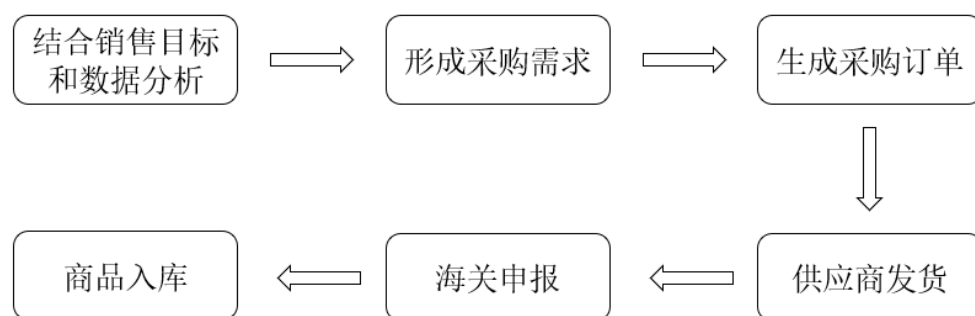 结合销售目标
和数据分析
形成采购需求
生成采购订单
供应商发货
海关申报
商品入库